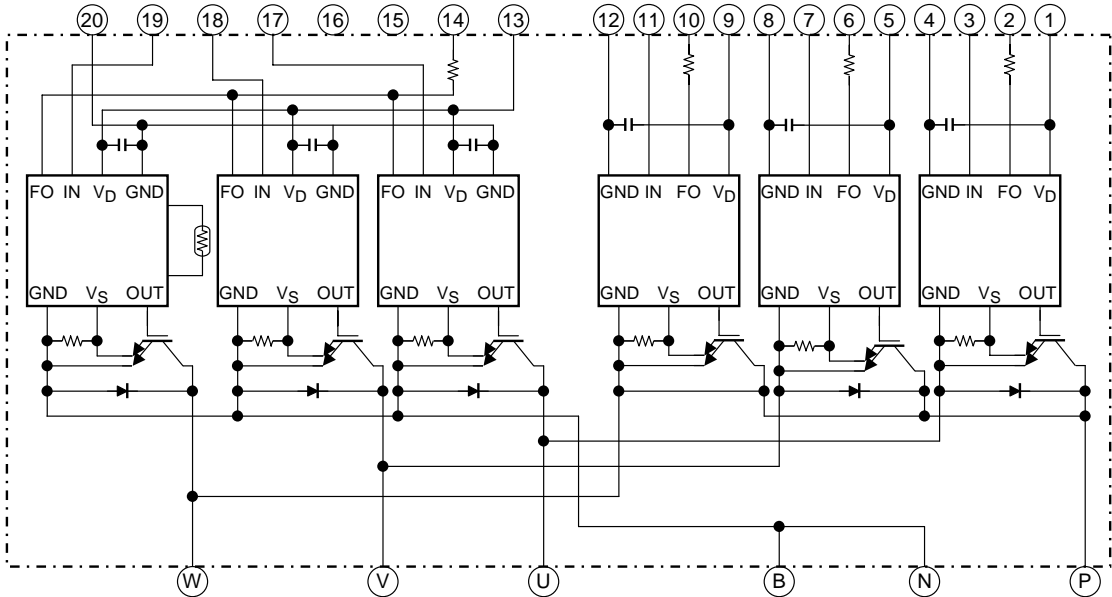 20 19 18 17 16 15 14 13 12 11 10 9 8 7 6 5 4 3 2 1
FO IN VD GND FO IN VD GND FO IN VD GND GND IN FO VD GND IN FO VD GND IN FO VD
GND VS OUT GND VS OUT GND VS OUT GND VS OUT GND VS OUT GND VS OUT
W V U B N P